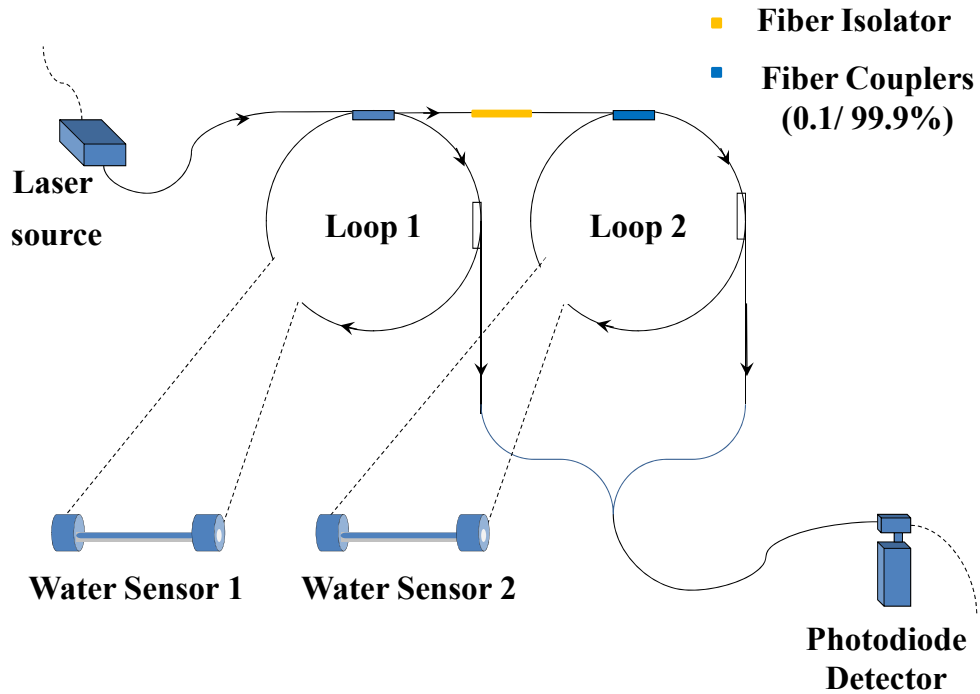 Fiber Isolator
Fiber Couplers
(0.1/ 99.9%)
Laser
source
Loop 1
Loop 2
Water Sensor 1
Water Sensor 2
Photodiode
Detector